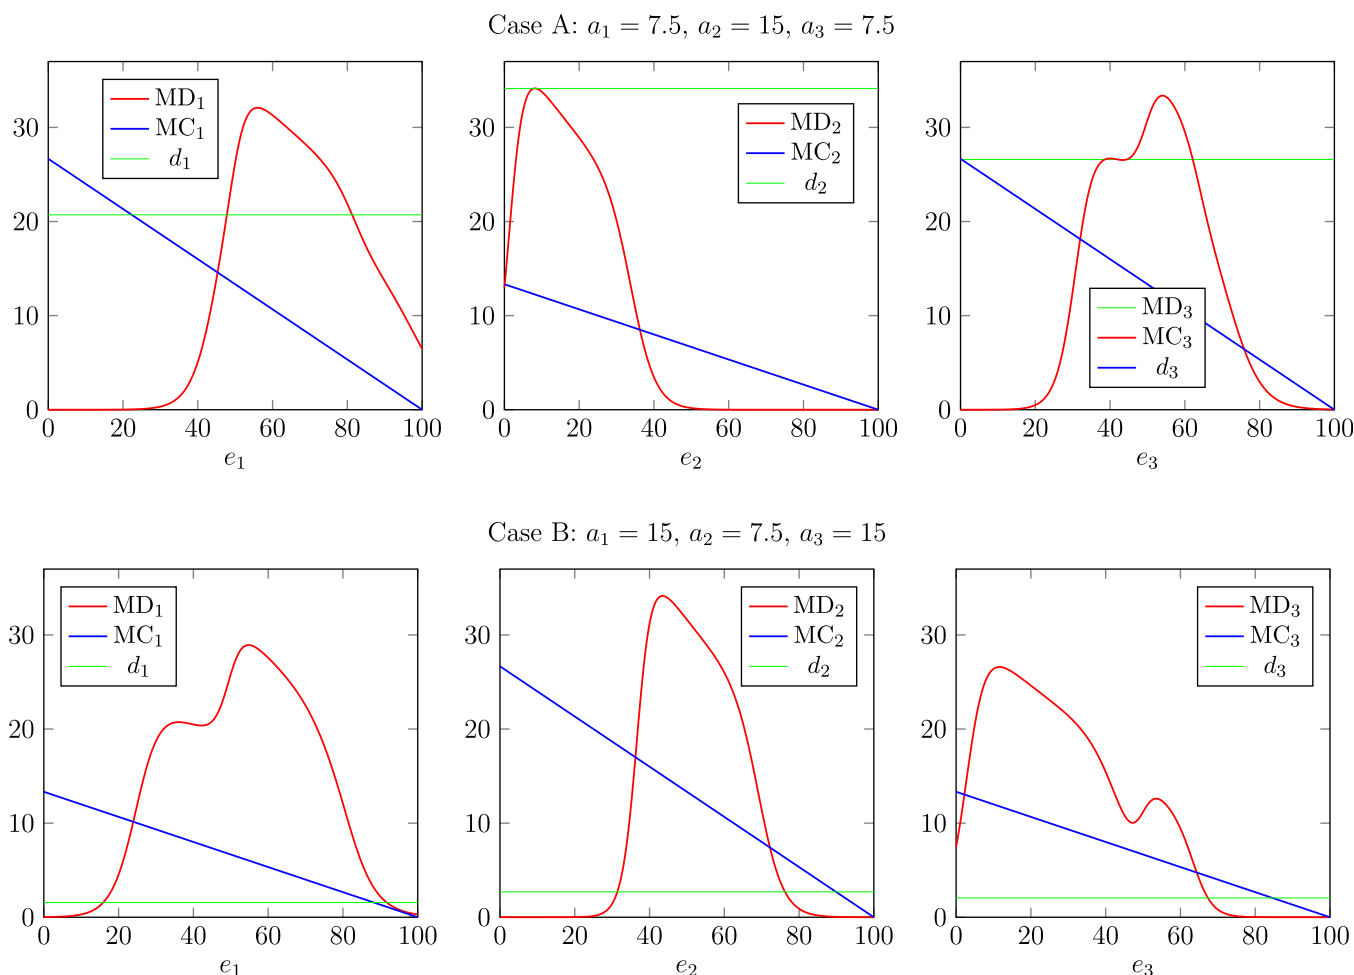 Case A: a₁ = 7.5, a₂ = 15, a₃ = 7.5
MD₁
MC₁
d₁
30
20
10
0
0 20 40 60 80 100
e₁
MD₂
MC₂
d₂
30
20
10
0
0 20 40 60 80 100
e₂
MD₃
MC₃
d₃
30
20
10
0
0 20 40 60 80 100
e₃
Case B: a₁ = 15, a₂ = 7.5, a₃ = 15
MD₁
MC₁
d₁
30
20
10
0
0 20 40 60 80 100
e₁
MD₂
MC₂
d₂
30
20
10
0
0 20 40 60 80 100
e₂
MD₃
MC₃
d₃
30
20
10
0
0 20 40 60 80 100
e₃